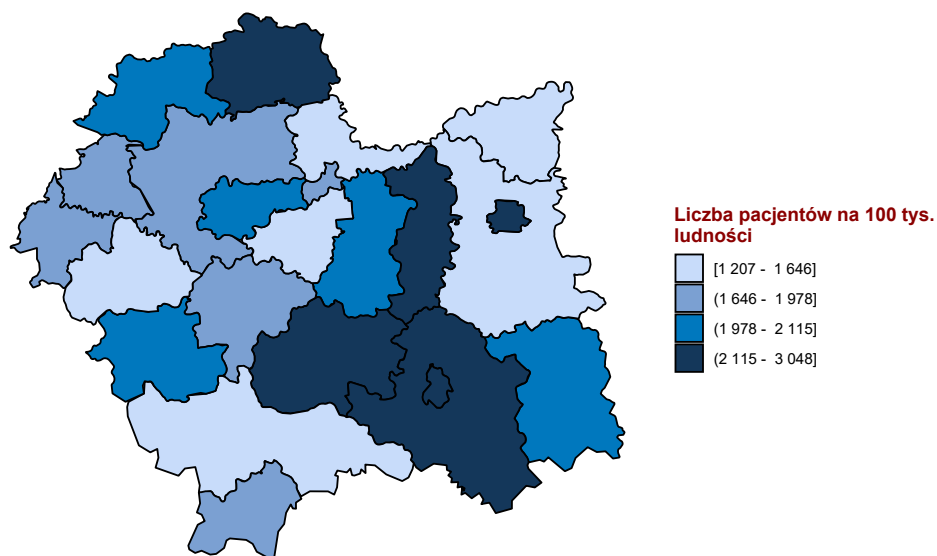 Liczba pacjentów na 100 tys.
ludności
[1 207 - 1 646]
(1 646 - 1 978]
(1 978 - 2 115]
(2 115 - 3 048]